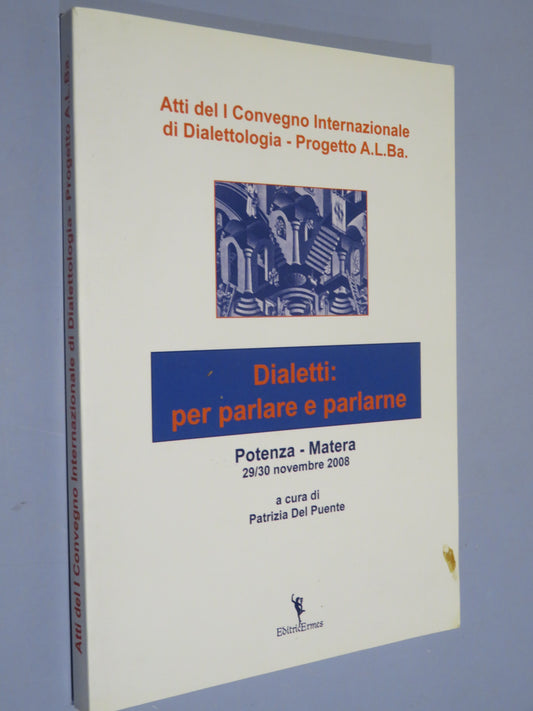 Atti del I Convegno Internazionale di Dialettologia - Progetto A.L.Ba.
Atti del I Convegno Internazionale
di Dialettologia - Progetto A.L.Ba.
Dialetti:
per parlare e parlarne
Potenza - Matera
29/30 novembre 2008
a cura di
Patrizia Del Puente
EditricErmes